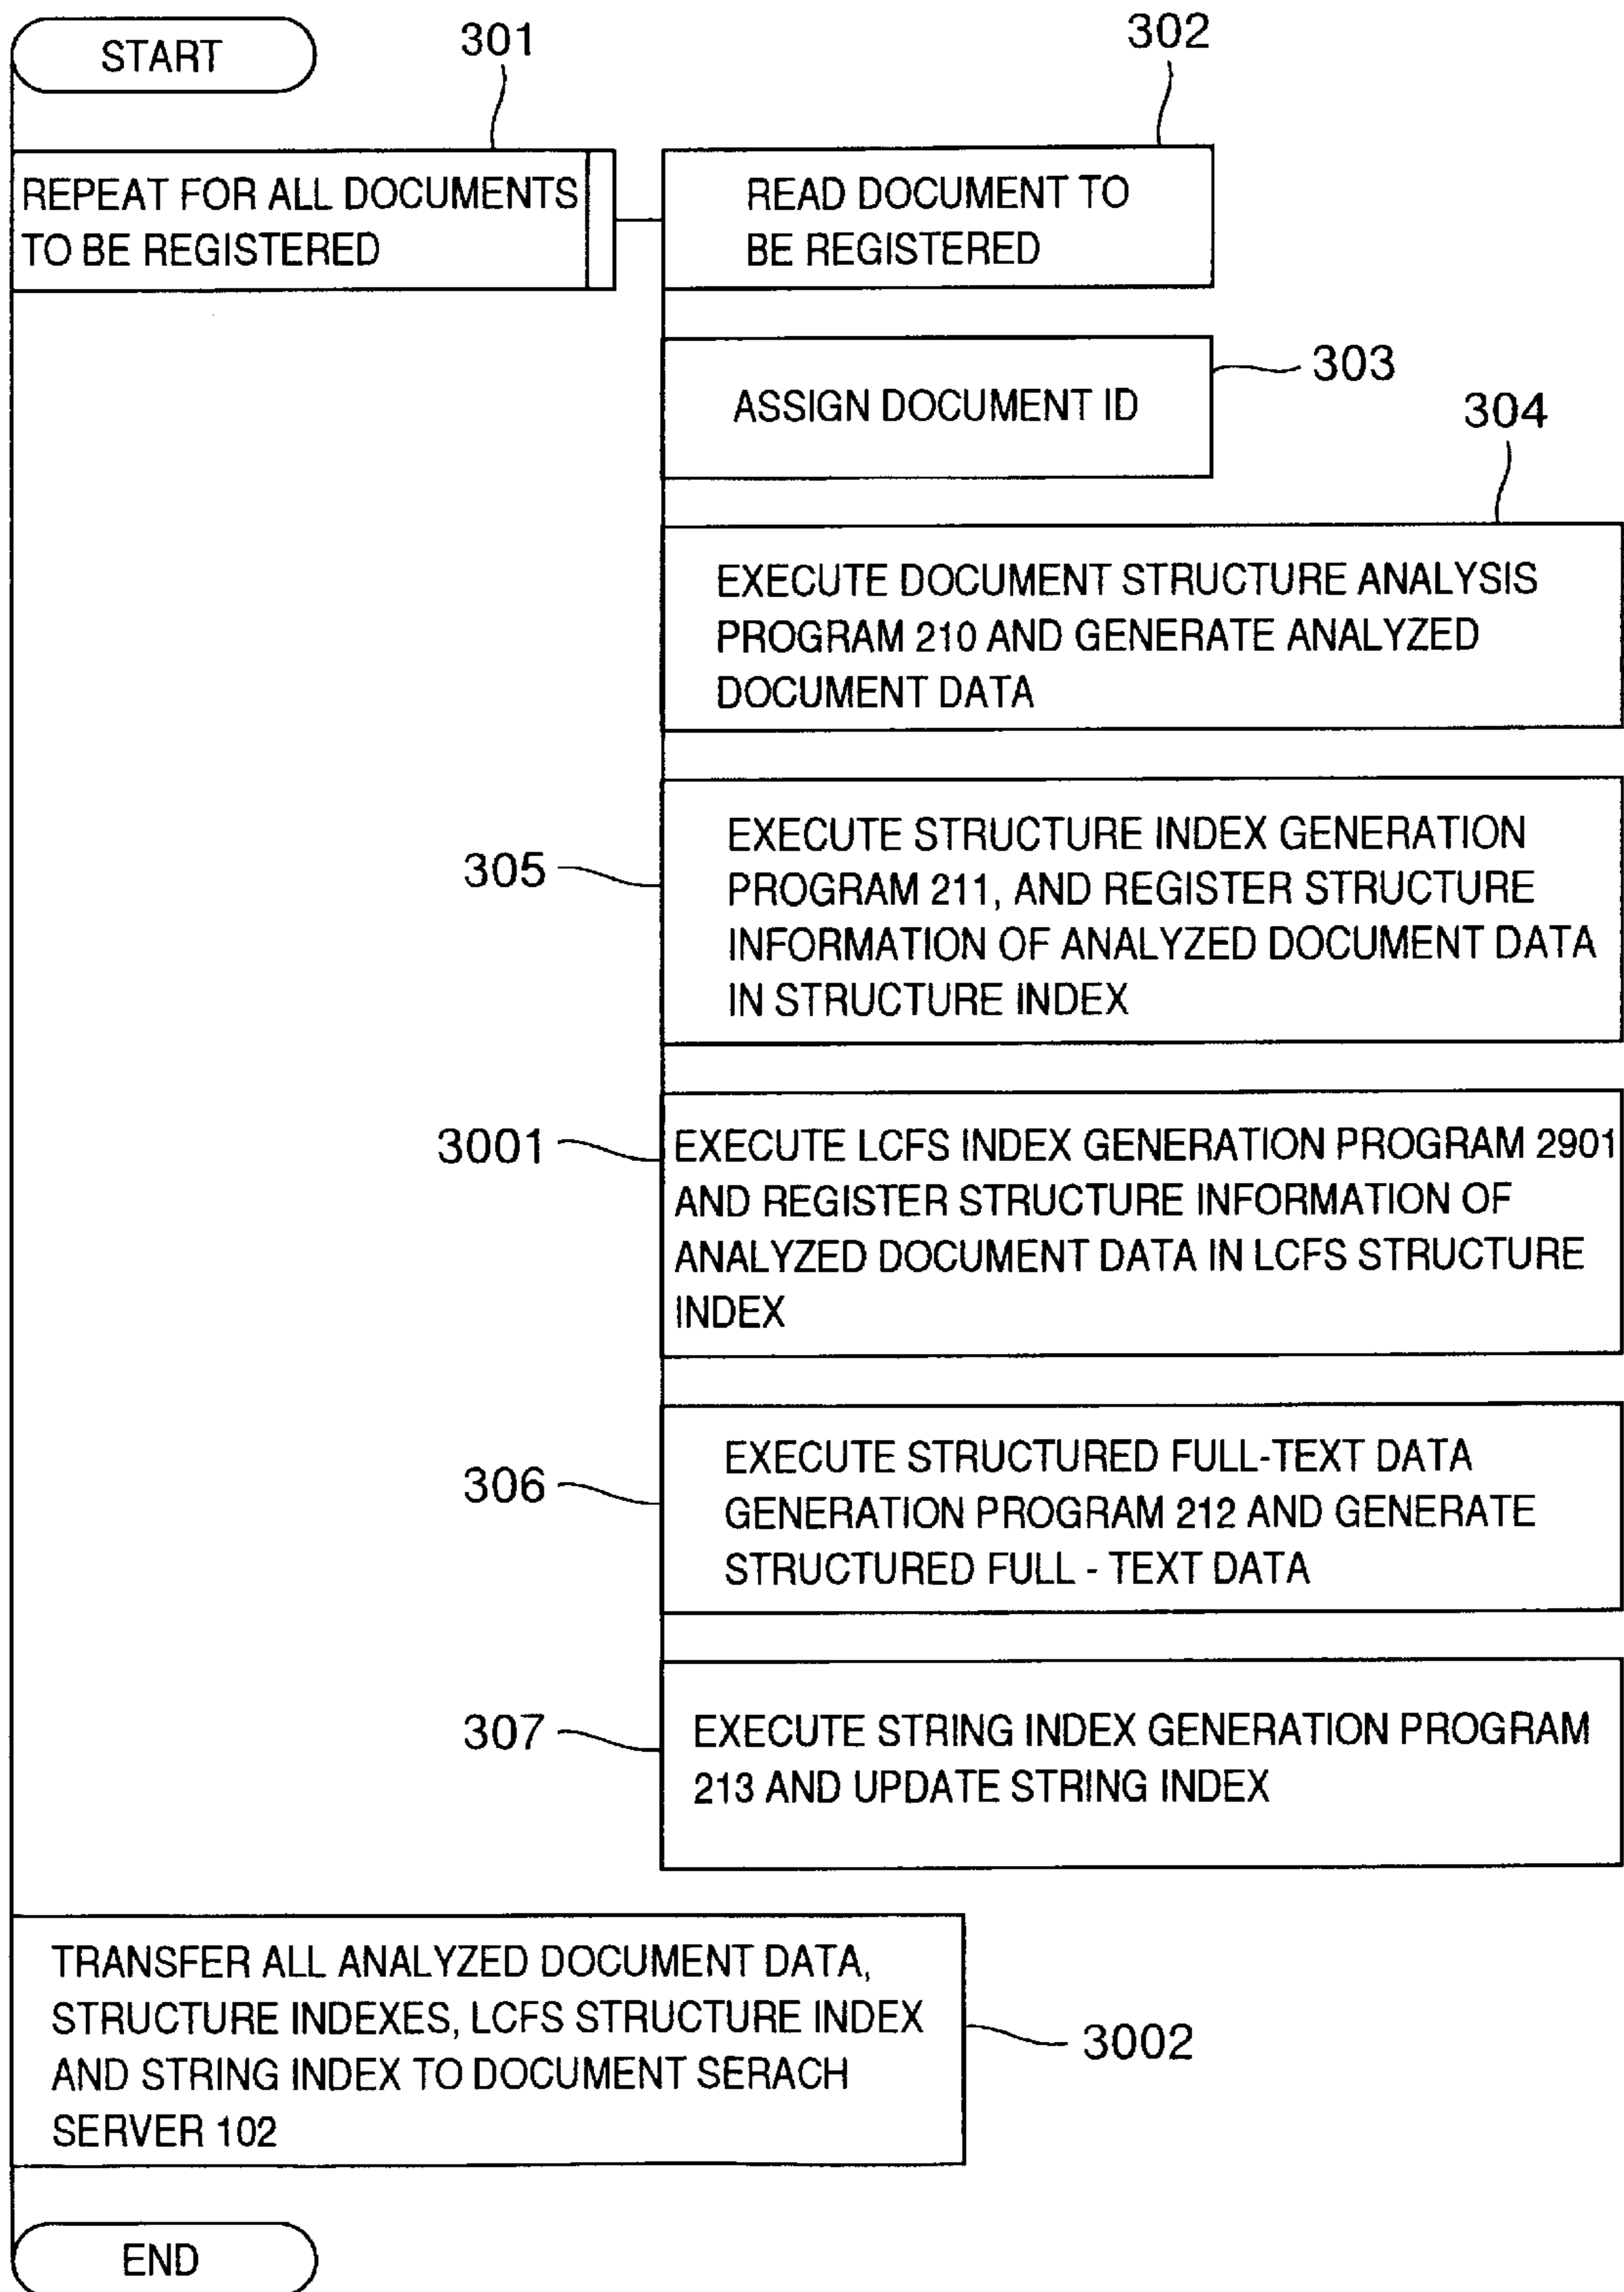 START
301
302
REPEAT FOR ALL DOCUMENTS
TO BE REGISTERED
READ DOCUMENT TO
BE REGISTERED
303
ASSIGN DOCUMENT ID
304
EXECUTE DOCUMENT STRUCTURE ANALYSIS
PROGRAM 210 AND GENERATE ANALYZED
DOCUMENT DATA
305
EXECUTE STRUCTURE INDEX GENERATION
PROGRAM 211, AND REGISTER STRUCTURE
INFORMATION OF ANALYZED DOCUMENT DATA
IN STRUCTURE INDEX
3001
EXECUTE LCFS INDEX GENERATION PROGRAM 2901
AND REGISTER STRUCTURE INFORMATION OF
ANALYZED DOCUMENT DATA IN LCFS STRUCTURE
INDEX
306
EXECUTE STRUCTURED FULL-TEXT DATA
GENERATION PROGRAM 212 AND GENERATE
STRUCTURED FULL - TEXT DATA
307
EXECUTE STRING INDEX GENERATION PROGRAM
213 AND UPDATE STRING INDEX
TRANSFER ALL ANALYZED DOCUMENT DATA,
STRUCTURE INDEXES, LCFS STRUCTURE INDEX
AND STRING INDEX TO DOCUMENT SERACH
SERVER 102
3002
END